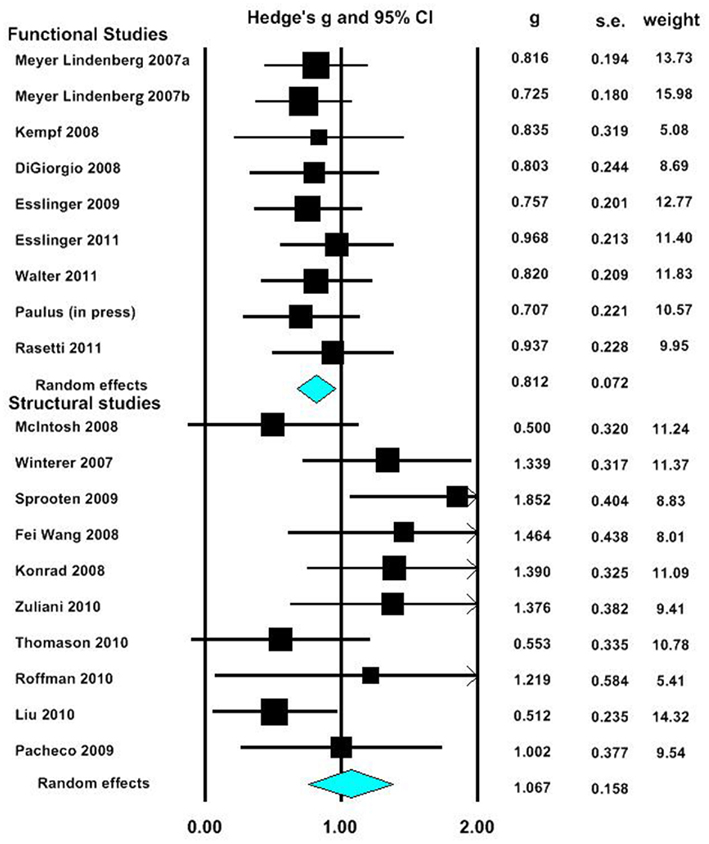 Hedge's g and 95% CI g s.e. weight
Functional Studies
Meyer Lindenberg 2007a 0.816 0.194 13.73
Meyer Lindenberg 2007b 0.725 0.180 15.98
Kempf 2008 0.835 0.319 5.08
DiGiorgio 2008 0.803 0.244 8.69
Esslinger 2009 0.757 0.201 12.77
Esslinger 2011 0.968 0.213 11.40
Walter 2011 0.820 0.209 11.83
Paulus (in press) 0.707 0.221 10.57
Rasetti 2011 0.937 0.228 9.95
Random effects 0.812 0.072
Structural studies
McIntosh 2008 0.500 0.320 11.24
Winterer 2007 1.339 0.317 11.37
Sprooten 2009 1.852 0.404 8.83
Fei Wang 2008 1.464 0.438 8.01
Konrad 2008 1.390 0.325 11.09
Zuliani 2010 1.376 0.382 9.41
Thomason 2010 0.553 0.335 10.78
Roffman 2010 1.219 0.584 5.41
Liu 2010 0.512 0.235 14.32
Pacheco 2009 1.002 0.377 9.54
Random effects 1.067 0.158
0.00 1.00 2.00